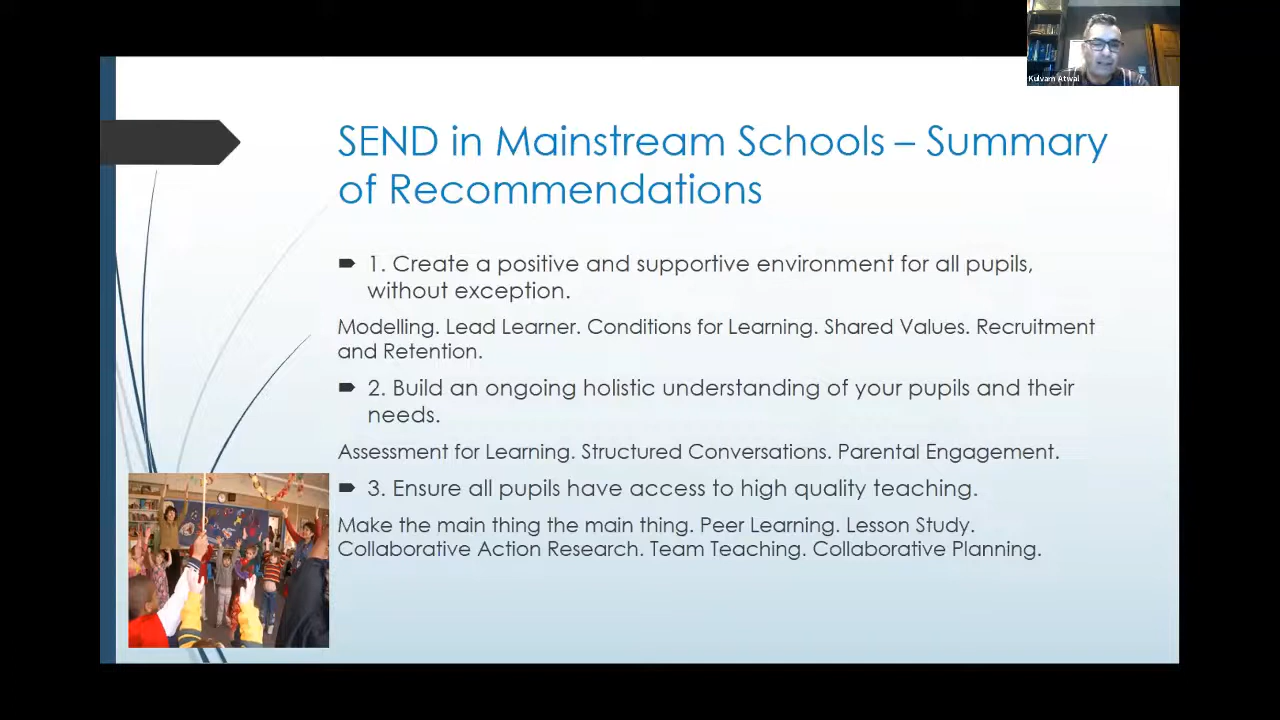 Kulvarn Atwal
SEND in Mainstream Schools – Summary
of Recommendations
1. Create a positive and supportive environment for all pupils,
without exception.
Modelling. Lead Learner. Conditions for Learning. Shared Values. Recruitment
and Retention.
2. Build an ongoing holistic understanding of your pupils and their
needs.
Assessment for Learning. Structured Conversations. Parental Engagement.
3. Ensure all pupils have access to high quality teaching.
Make the main thing the main thing. Peer Learning. Lesson Study.
Collaborative Action Research. Team Teaching. Collaborative Planning.